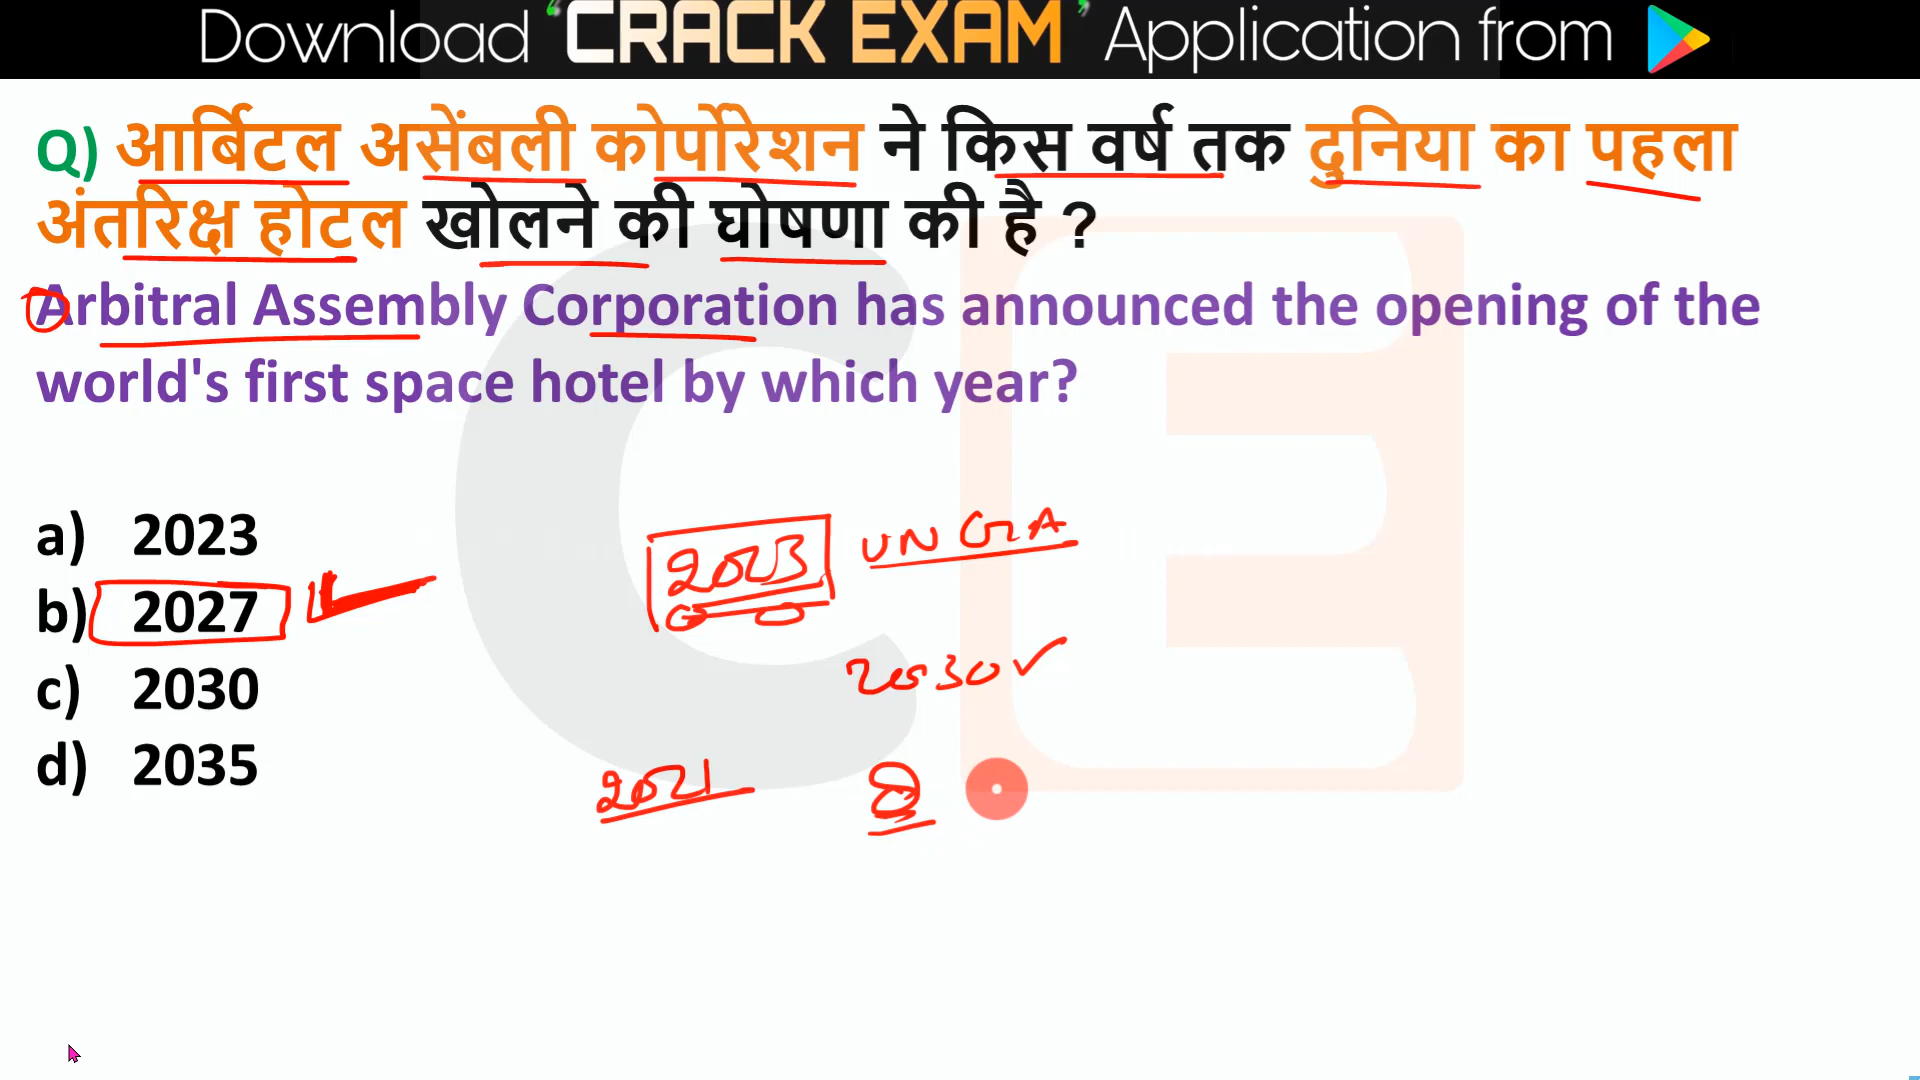 Download 'CRACK EXAM' Application from
Q) आर्बिटल असेंबली कोर्पोरेशन ने किस वर्ष तक दुनिया का पहला
अंतरिक्ष होटल खोलने की घोषणा की है ?
Arbitral Assembly Corporation has announced the opening of the
world's first space hotel by which year?
a) 2023
b) 2027
c) 2030
d) 2035
2023 UNGA
2030
2021
CE